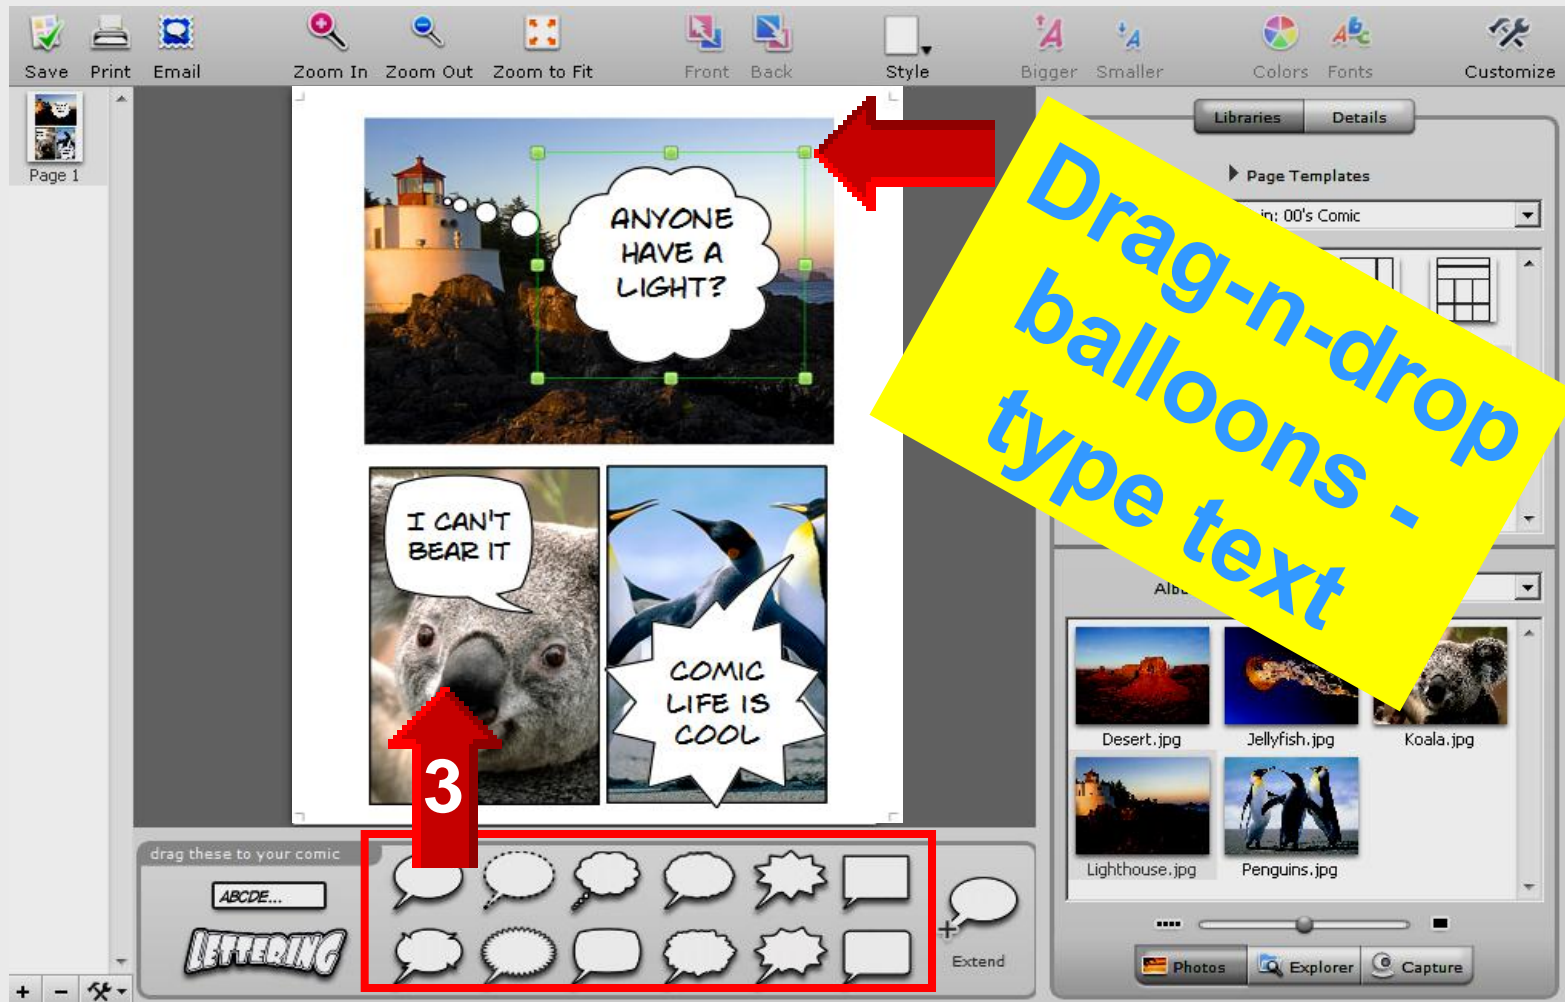 Save Print Email Zoom In Zoom Out Zoom to Fit Front Back Style Bigger Smaller Colors Fonts Customize
Page 1
ANYONE
HAVE A
LIGHT?
I CAN'T
BEAR IT
COMIC
LIFE IS
COOL
3
Drag-n-drop
balloons -
type text
Libraries Details
Page Templates
in: 00's Comic
Desert.jpg Jellyfish.jpg Koala.jpg
Lighthouse.jpg Penguins.jpg
Photos Explorer Capture
drag these to your comic
ABCDE...
LETTERING
Extend